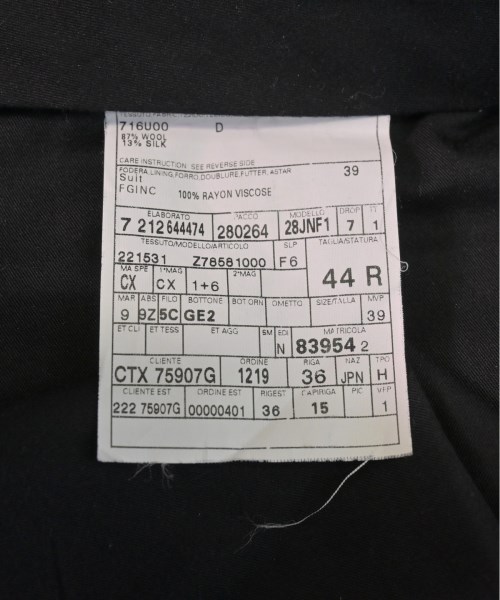 716U00 D
87% WOOL
13% SILK
CARE INSTRUCTION SEE REVERSE SIDE
FODERA,LINING,FORRO,DOUBLURE,FUTTER, ASTAR 39
Suit
FGINC 100% RAYON VISCOSE
ELABORATO PACCO MODELLO DROP TT
7 212644474 280264 28JNF1 7 1
TESSUTO/MODELLO/ARTICOLO SLP TAGLIA/STATURA
221531 Z76581000 F6 44 R
MA SPE 1°MAG 2°MAG
CX CX 1+6
MAR ABS FILO BOTTONE BOT ORN OMETTO SIZE/TALLA MVP
9 9Z 5C GE2 39
ET CLI ET TESS ET AGG SM EDI MATRICOLA
N 83954 2
CLIENTE ORDINE RIGA NAZ TPO
CTX 75907G 1219 36 JPN H
CLIENTE EST ORDINE EST RIGEST CAPIRIGA PIC VFP
222 75907G 00000401 36 15 1